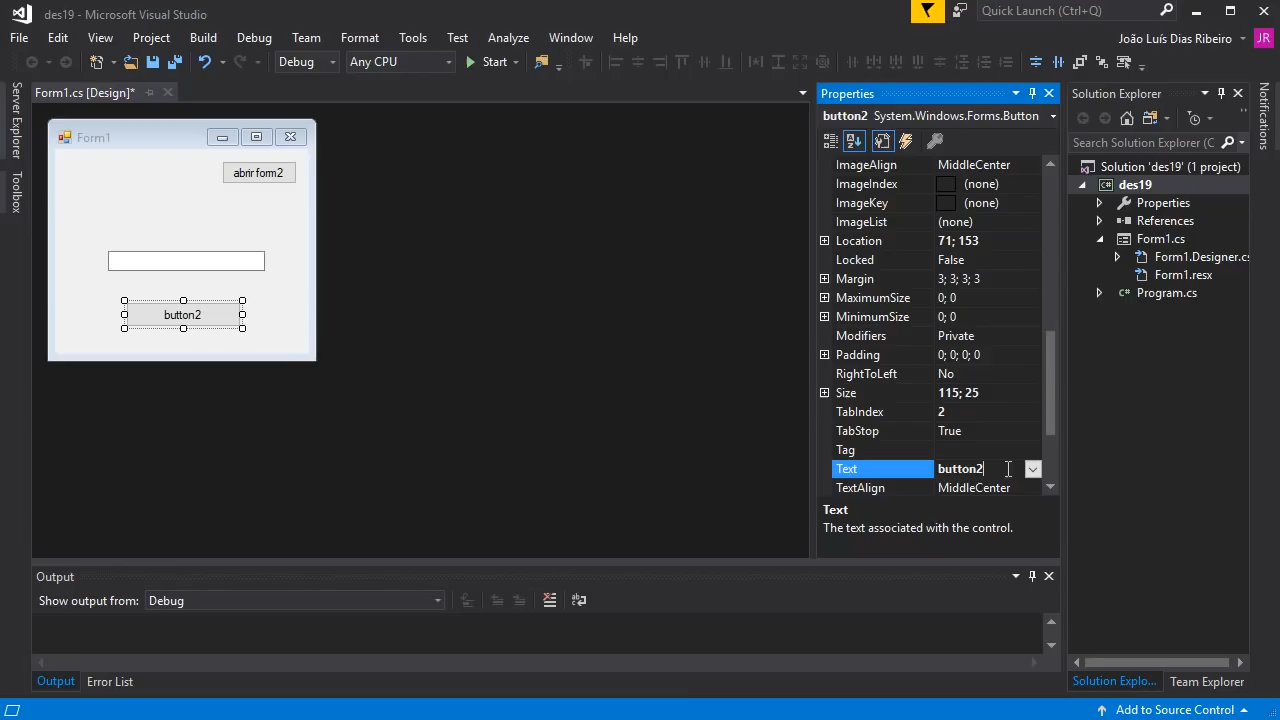 des19 - Microsoft Visual Studio
Quick Launch (Ctrl+Q)
File Edit View Project Build Debug Team Format Tools Test Analyze Window Help
João Luís Dias Ribeiro JR
Debug Any CPU Start
Server Explorer
Toolbox
Form1.cs [Design]*
Form1
abrir form2
button2
Properties
button2 System.Windows.Forms.Button
ImageAlign MiddleCenter
ImageIndex (none)
ImageKey (none)
ImageList (none)
Location 71; 153
Locked False
Margin 3; 3; 3; 3
MaximumSize 0; 0
MinimumSize 0; 0
Modifiers Private
Padding 0; 0; 0; 0
RightToLeft No
Size 115; 25
TabIndex 2
TabStop True
Tag
Text button2
TextAlign MiddleCenter
Text
The text associated with the control.
Solution Explorer
Search Solution Explorer (C
Solution 'des19' (1 project)
des19
Properties
References
Form1.cs
Form1.Designer.cs
Form1.resx
Program.cs
Notifications
Output
Show output from: Debug
Output Error List
Solution Explo... Team Explorer
Add to Source Control